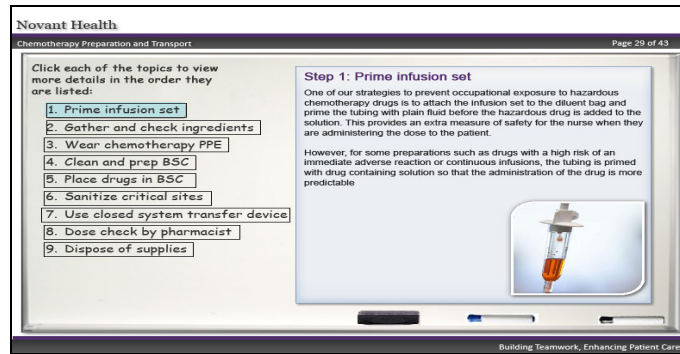 Novant Health
Chemotherapy Preparation and Transport
Page 29 of 43
Click each of the topics to view
more details in the order they
are listed:
1. Prime infusion set
2. Gather and check ingredients
3. Wear chemotherapy PPE
4. Clean and prep BSC
5. Place drugs in BSC
6. Sanitize critical sites
7. Use closed system transfer device
8. Dose check by pharmacist
9. Dispose of supplies
Step 1: Prime infusion set
One of our strategies to prevent occupational exposure to hazardous
chemotherapy drugs is to attach the infusion set to the diluent bag and
prime the tubing with plain fluid before the hazardous drug is added to the
solution. This provides an extra measure of safety for the nurse when they
are administering the dose to the patient.
However, for some preparations such as drugs with a high risk of an
immediate adverse reaction or continuous infusions, the tubing is primed
with drug containing solution so that the administration of the drug is more
predictable
Building Teamwork, Enhancing Patient Care